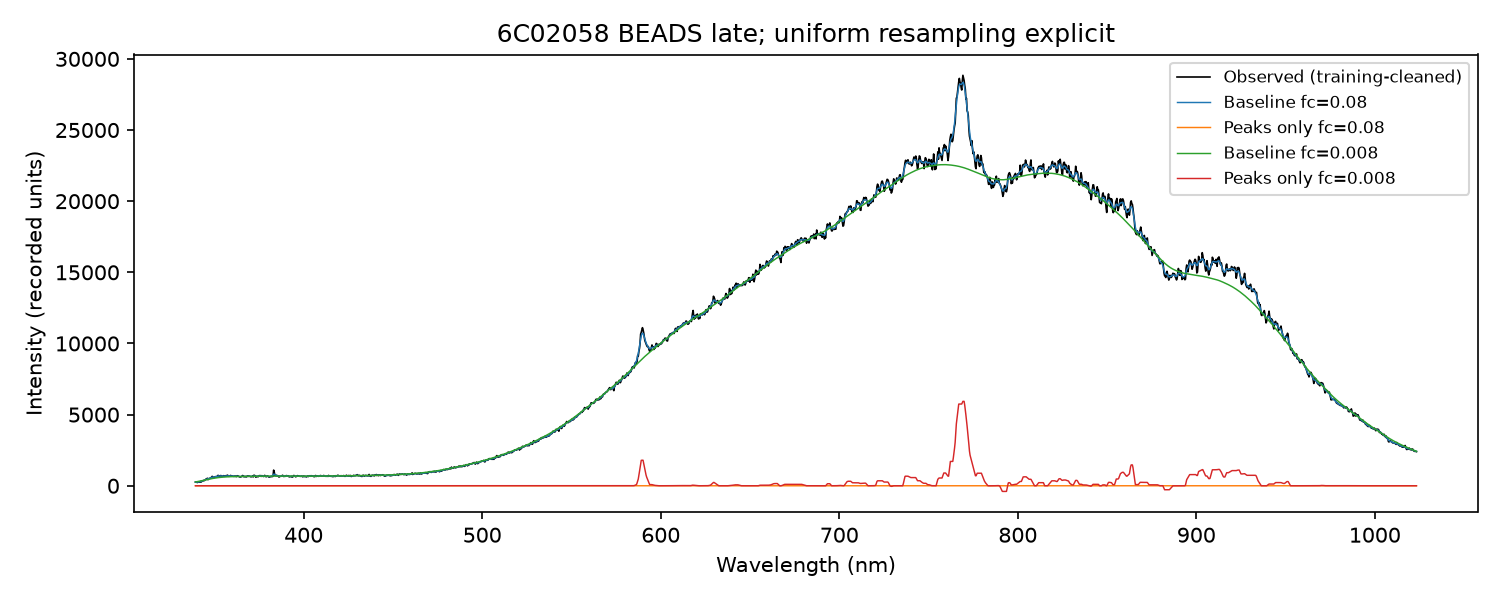 6C02058 BEADS late; uniform resampling explicit
Intensity (recorded units)
30000
25000
20000
15000
10000
5000
0
Observed (training-cleaned)
Baseline fc=0.08
Peaks only fc=0.08
Baseline fc=0.008
Peaks only fc=0.008
400 500 600 700 800 900 1000
Wavelength (nm)